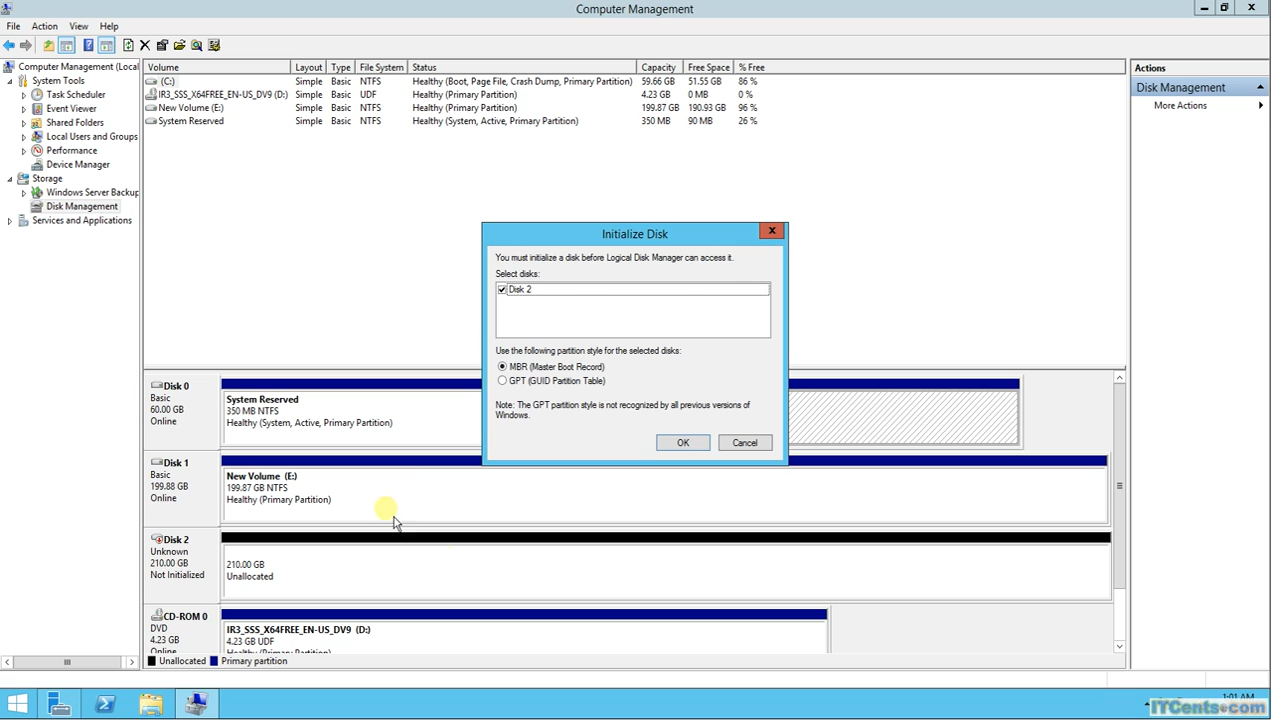 Computer Management
File Action View Help
Computer Management (Local
System Tools
Task Scheduler
Event Viewer
Shared Folders
Local Users and Groups
Performance
Device Manager
Storage
Windows Server Backup
Disk Management
Services and Applications
Volume Layout Type File System Status Capacity Free Space % Free
(C:) Simple Basic NTFS Healthy (Boot, Page File, Crash Dump, Primary Partition) 59.66 GB 51.55 GB 86 %
IR3_SSS_X64FREE_EN-US_DV9 (D:) Simple Basic UDF Healthy (Primary Partition) 4.23 GB 0 MB 0 %
New Volume (E:) Simple Basic NTFS Healthy (Primary Partition) 199.87 GB 190.93 GB 96 %
System Reserved Simple Basic NTFS Healthy (System, Active, Primary Partition) 350 MB 90 MB 26 %
Actions
Disk Management
More Actions
Initialize Disk
You must initialize a disk before Logical Disk Manager can access it.
Select disks:
Disk 2
Use the following partition style for the selected disks:
MBR (Master Boot Record)
GPT (GUID Partition Table)
Note: The GPT partition style is not recognized by all previous versions of
Windows.
OK Cancel
Disk 0
Basic
60.00 GB
Online
System Reserved
350 MB NTFS
Healthy (System, Active, Primary Partition)
Disk 1
Basic
199.88 GB
Online
New Volume (E:)
199.87 GB NTFS
Healthy (Primary Partition)
Disk 2
Unknown
210.00 GB
Not Initialized
210.00 GB
Unallocated
CD-ROM 0
DVD
4.23 GB
Online
IR3_SSS_X64FREE_EN-US_DV9 (D:)
4.23 GB UDF
Healthy (Primary Partition)
Unallocated Primary partition
1:01 AM
ITCents.com